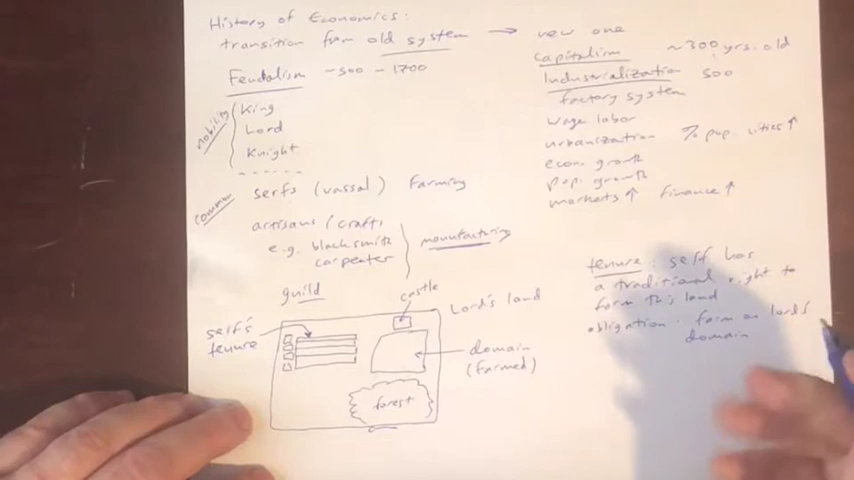 History of Economics:
transition from old system → new one
Feudalism ~500 - 1700
nobility
King
Lord
Knight
common
serfs (vassal) farming
artisans / crafts
e.g. blacksmith
carpenter
manufacturing
guild
capitalism ~300 yrs. old
Industrialization 500
factory system
wage labor
urbanization % pop. cities ↑
econ. growth
pop. growth
markets ↑ finance ↑
tenure: serf has
a traditional right to
farm this land
obligation: farm on lord's
domain
serf's
tenure
castle
Lord's land
domain
(farmed)
forest